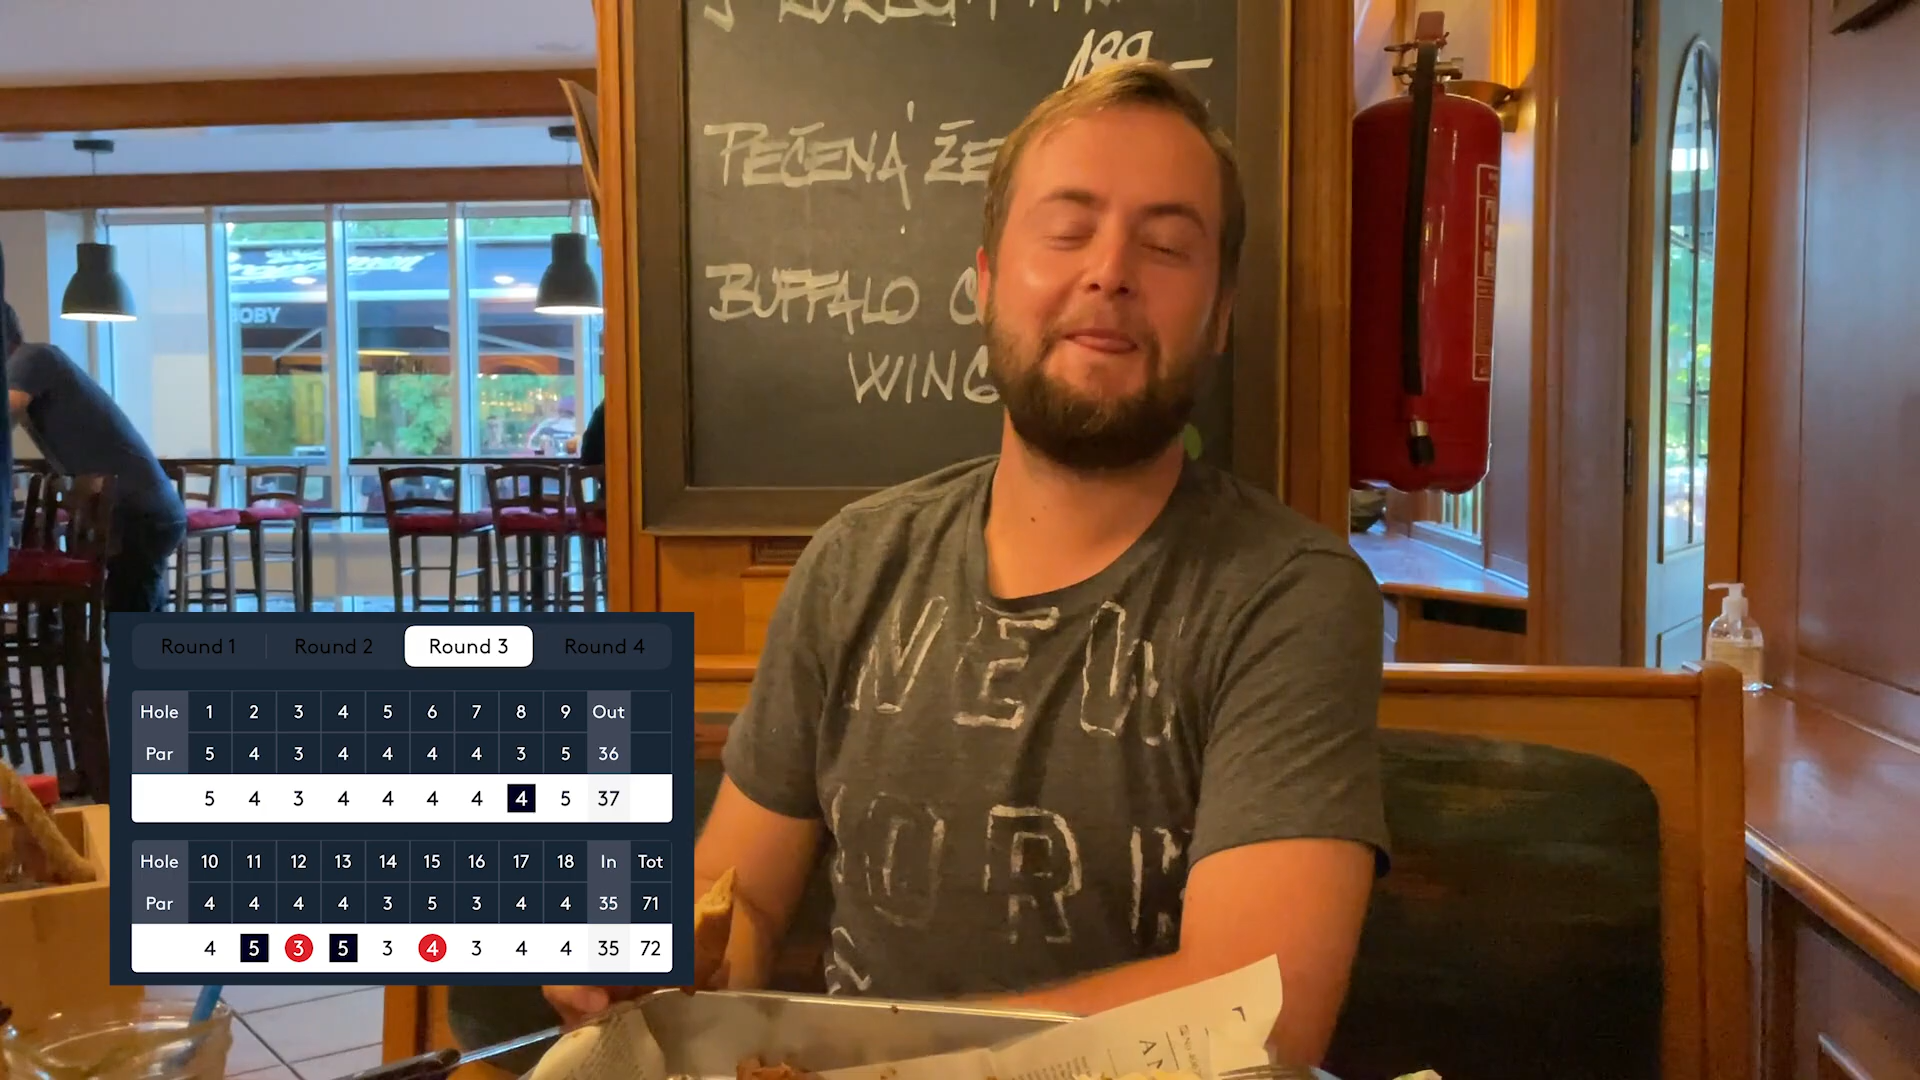 189-
PEČENÁ
BUFFALO
WING
NEW
Round 1 Round 2 Round 3 Round 4
Hole 1 2 3 4 5 6 7 8 9 Out
Par 5 4 3 4 4 4 4 3 5 36
5 4 3 4 4 4 4 4 5 37
Hole 10 11 12 13 14 15 16 17 18 In Tot
Par 4 4 4 4 3 5 3 4 4 35 71
4 5 3 5 3 4 3 4 4 35 72